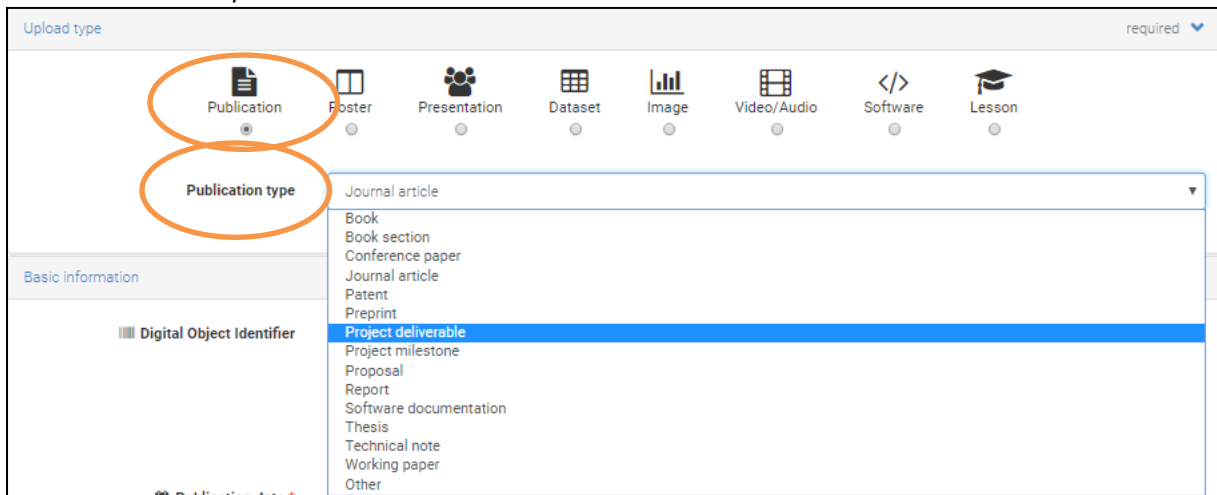 Upload type required
Publication Poster Presentation Dataset Image Video/Audio Software Lesson
Publication type Journal article
Book
Book section
Conference paper
Journal article
Patent
Preprint
Project deliverable
Project milestone
Proposal
Report
Software documentation
Thesis
Technical note
Working paper
Other
Basic information
Digital Object Identifier